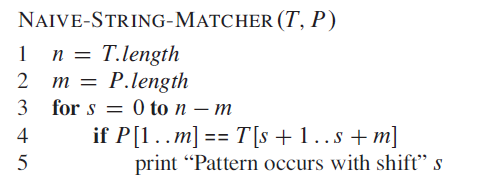 NAIVE-STRING-MATCHER(T, P)
1 n = T.length
2 m = P.length
3 for s = 0 to n − m
4 if P[1..m] == T[s + 1..s + m]
5 print “Pattern occurs with shift” s